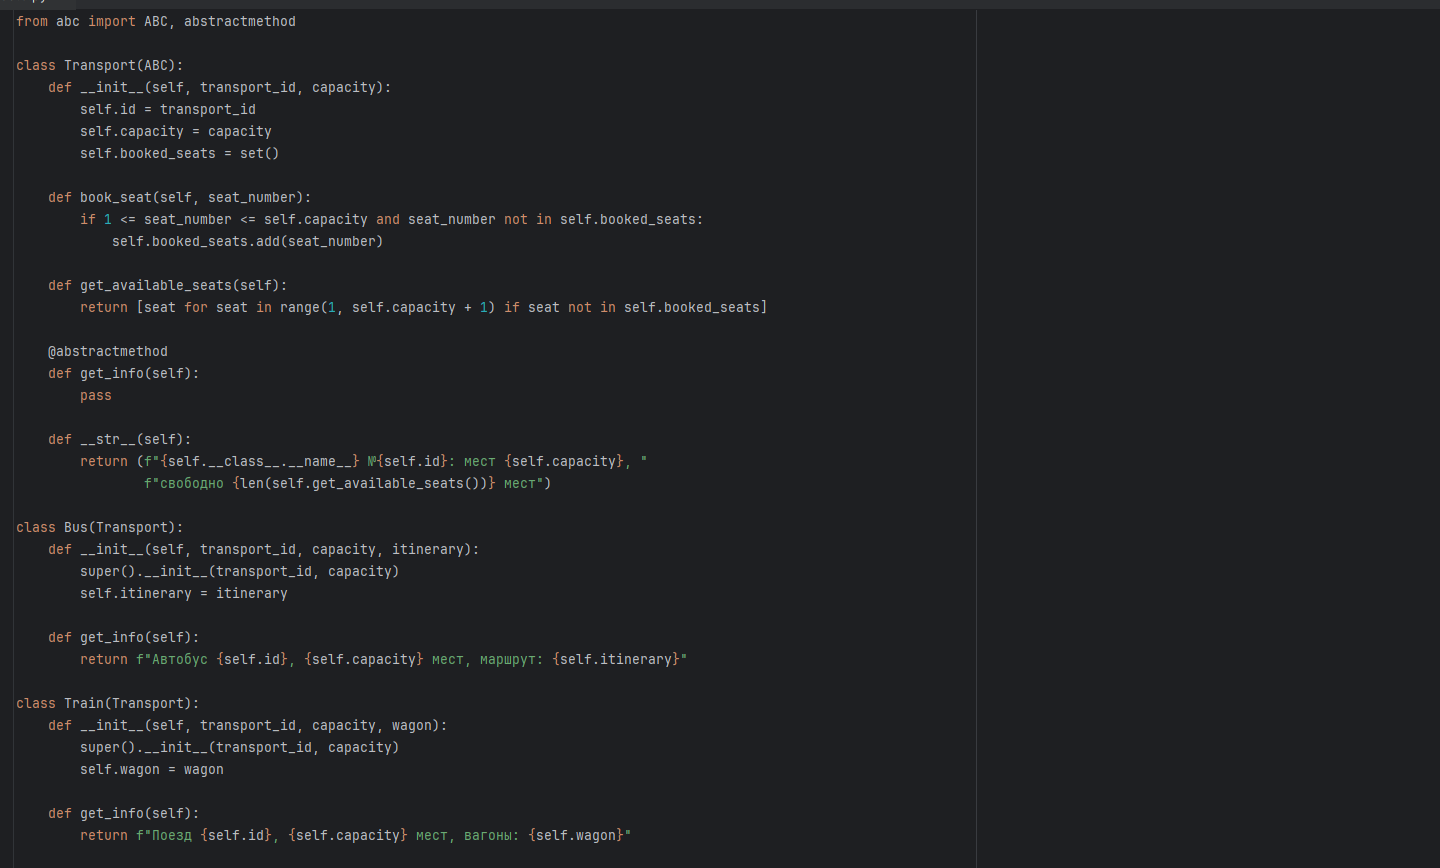 from abc import ABC, abstractmethod

class Transport(ABC):
    def __init__(self, transport_id, capacity):
        self.id = transport_id
        self.capacity = capacity
        self.booked_seats = set()

    def book_seat(self, seat_number):
        if 1 <= seat_number <= self.capacity and seat_number not in self.booked_seats:
            self.booked_seats.add(seat_number)

    def get_available_seats(self):
        return [seat for seat in range(1, self.capacity + 1) if seat not in self.booked_seats]

    @abstractmethod
    def get_info(self):
        pass

    def __str__(self):
        return (f"{self.__class__.__name__} №{self.id}: мест {self.capacity}, "
                f"свободно {len(self.get_available_seats())} мест")

class Bus(Transport):
    def __init__(self, transport_id, capacity, itinerary):
        super().__init__(transport_id, capacity)
        self.itinerary = itinerary

    def get_info(self):
        return f"Автобус {self.id}, {self.capacity} мест, маршрут: {self.itinerary}"

class Train(Transport):
    def __init__(self, transport_id, capacity, wagon):
        super().__init__(transport_id, capacity)
        self.wagon = wagon

    def get_info(self):
        return f"Поезд {self.id}, {self.capacity} мест, вагоны: {self.wagon}"